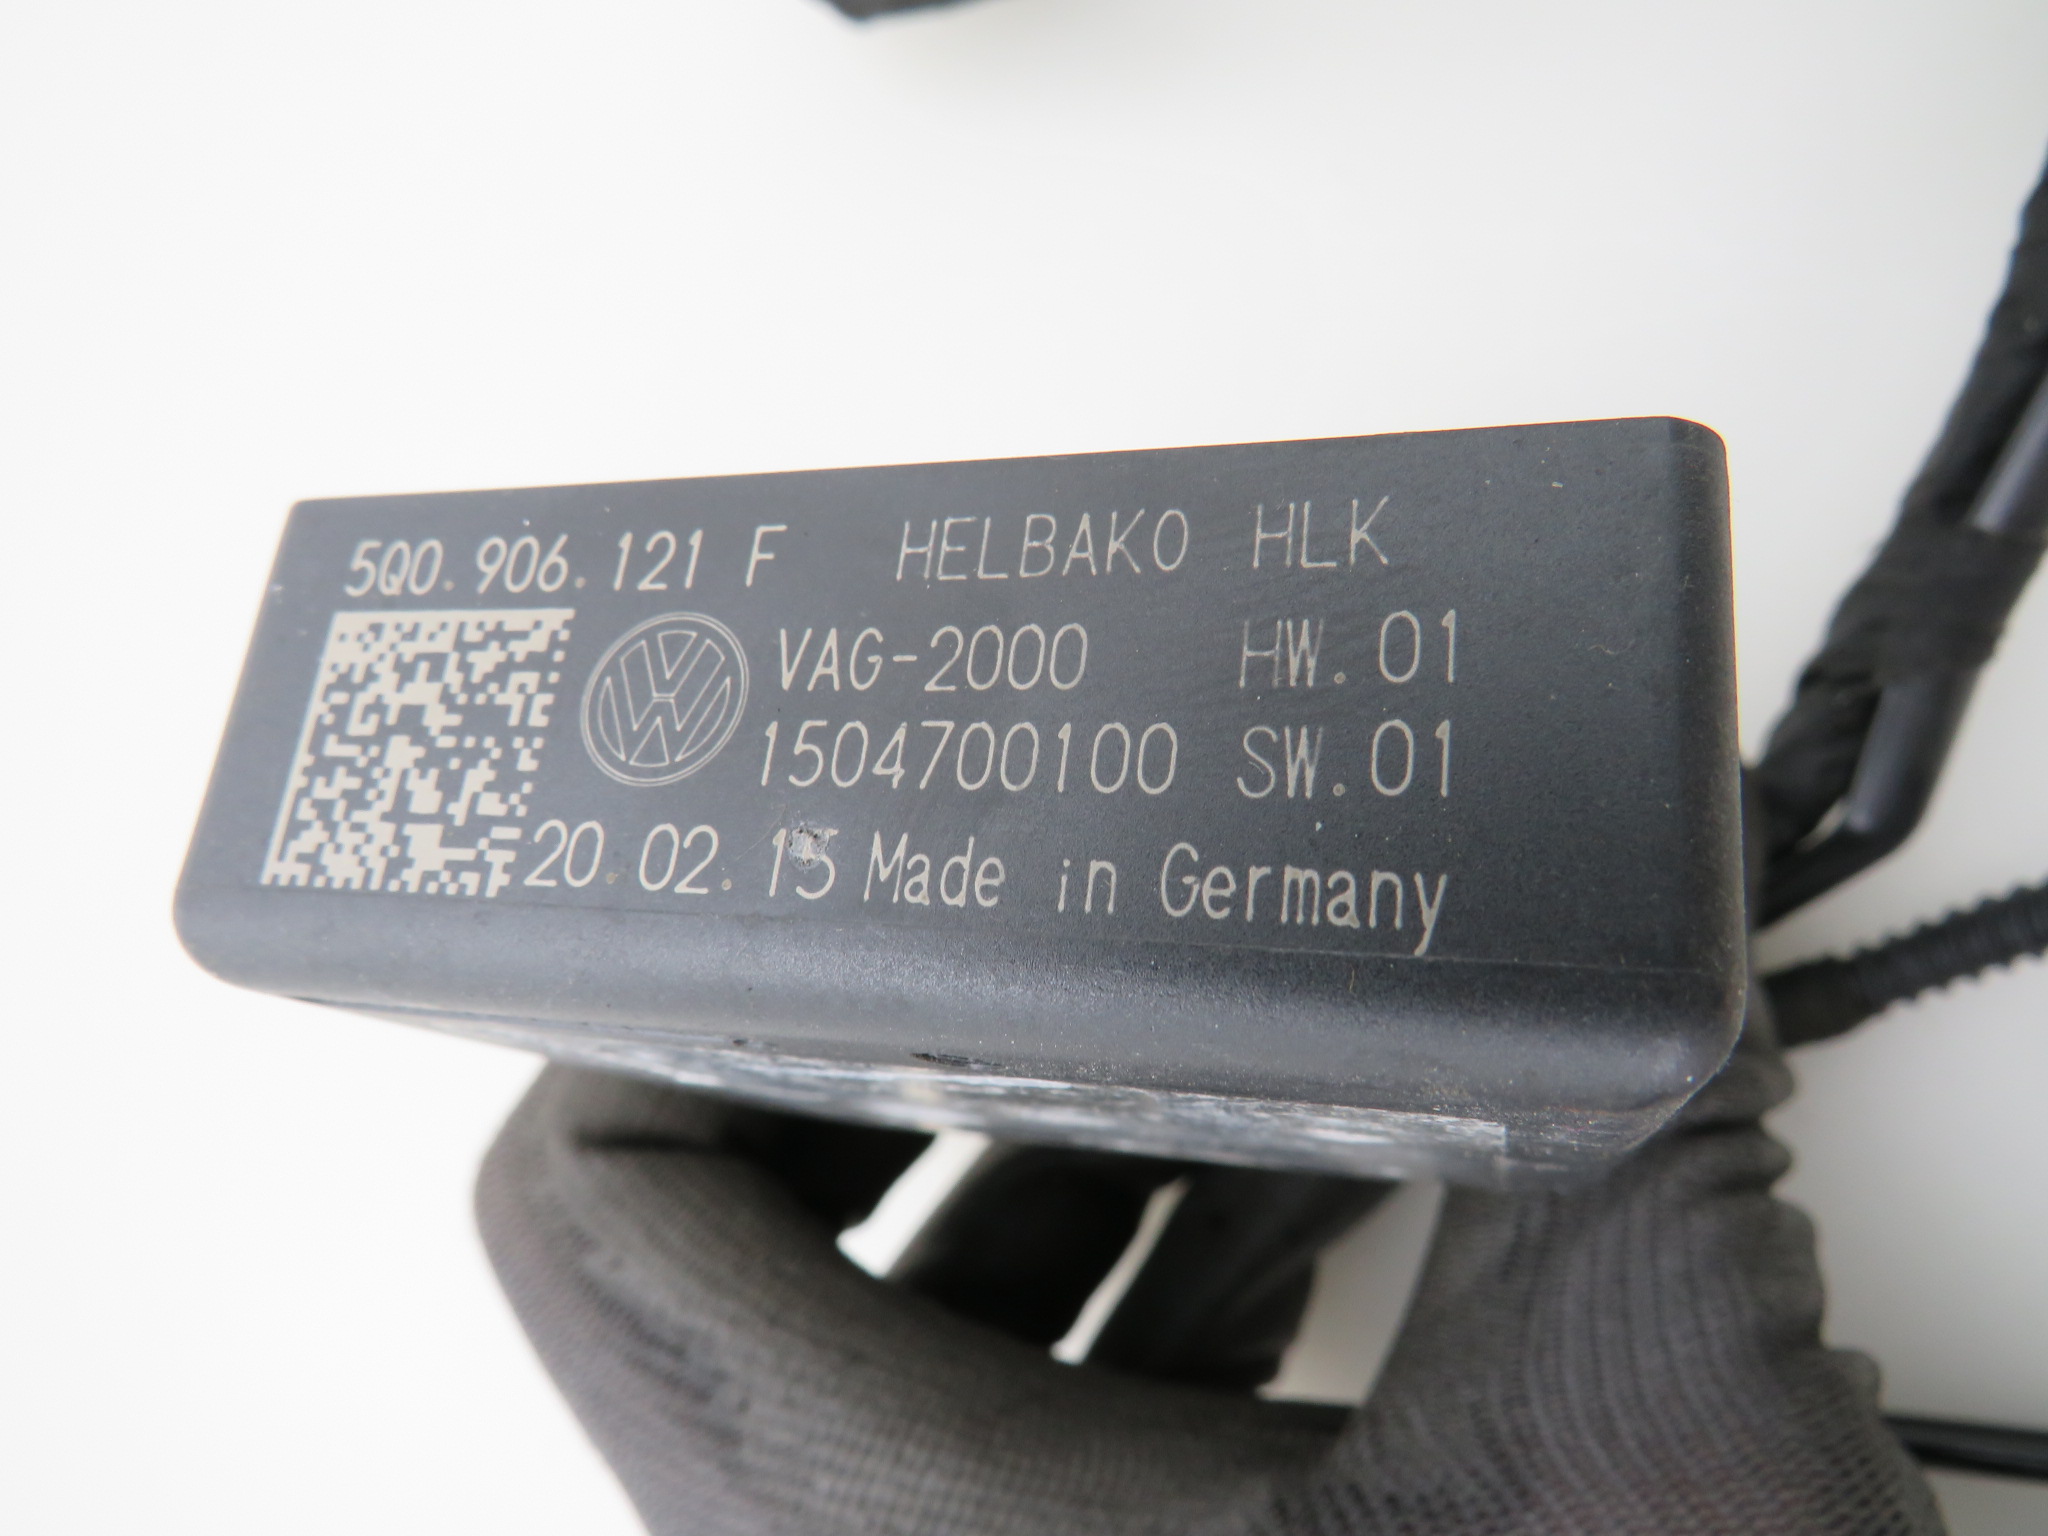 5Q0.906.121 F HELBAKO HLK
VAG-2000 HW.01
1504700100 SW.01
20.02.15 Made in Germany